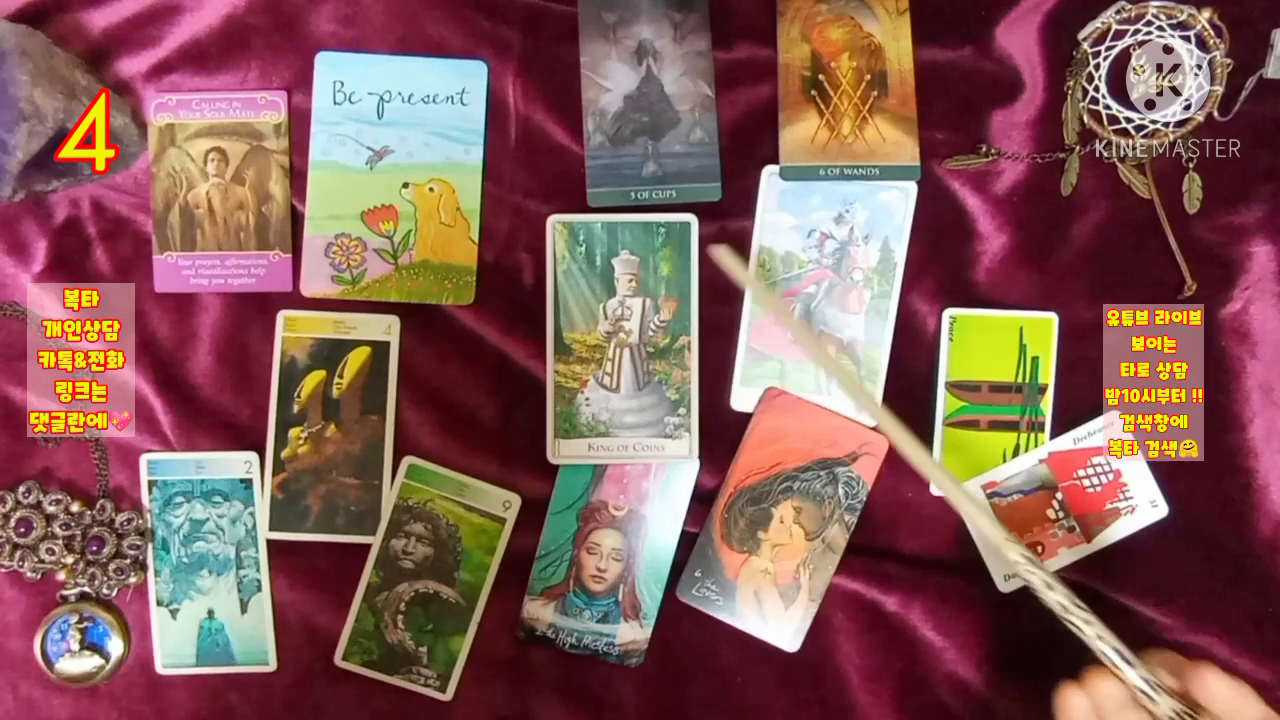 4
CALLING IN
YOUR SOUL MATE
Your prayers, affirmations,
and visualizations help
bring you together
Be present
5 OF CUPS
6 OF WANDS
KINEMASTER
복타
개인상담
카톡&전화
링크는
댓글란에💖
유튜브 라이브
보이는
타로 상담
밤10시부터 !!
검색창에
복타 검색🤗
4
2
9
KING OF COINS
2 the High Priestess
6 the
Lovers
Peace